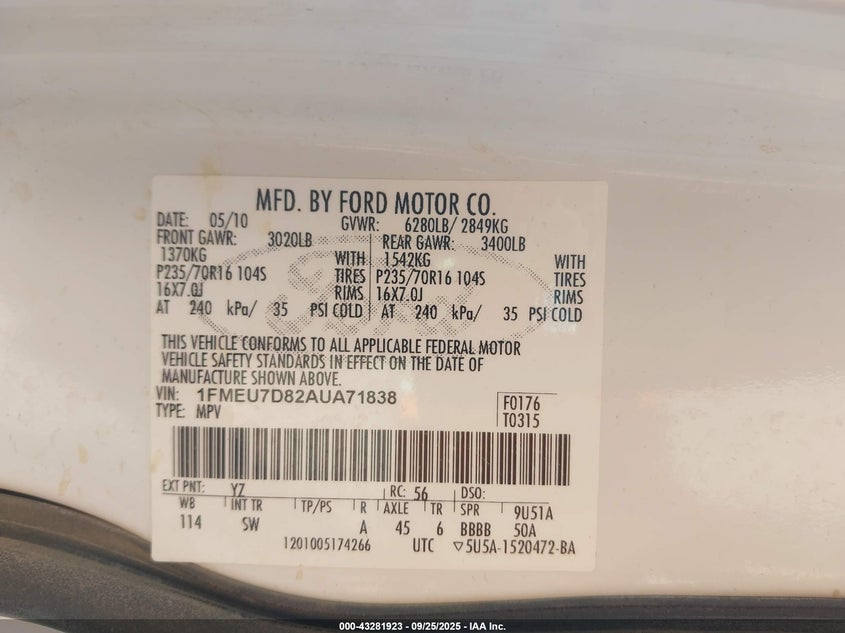 MFD. BY FORD MOTOR CO.
DATE: 05/10 GVWR: 6280LB/ 2849KG
FRONT GAWR: 3020LB REAR GAWR: 3400LB
1370KG WITH 1542KG WITH
P235/70R16 104S TIRES P235/70R16 104S TIRES
16X7.0J RIMS 16X7.0J RIMS
AT 240 kPa/ 35 PSI COLD AT 240 kPa/ 35 PSI COLD
THIS VEHICLE CONFORMS TO ALL APPLICABLE FEDERAL MOTOR
VEHICLE SAFETY STANDARDS IN EFFECT ON THE DATE OF
MANUFACTURE SHOWN ABOVE.
VIN: 1FMEU7D82AUA71838 F0176
TYPE: MPV T0315
EXT PNT: YZ RC: 56 DSO:
WB INT TR TP/PS R AXLE TR SPR 9U51A
114 SW A 45 6 BBBB 50A
1201005174266 UTC ▽5U5A-1520472-BA
000-43281923 - 09/25/2025 - IAA Inc.